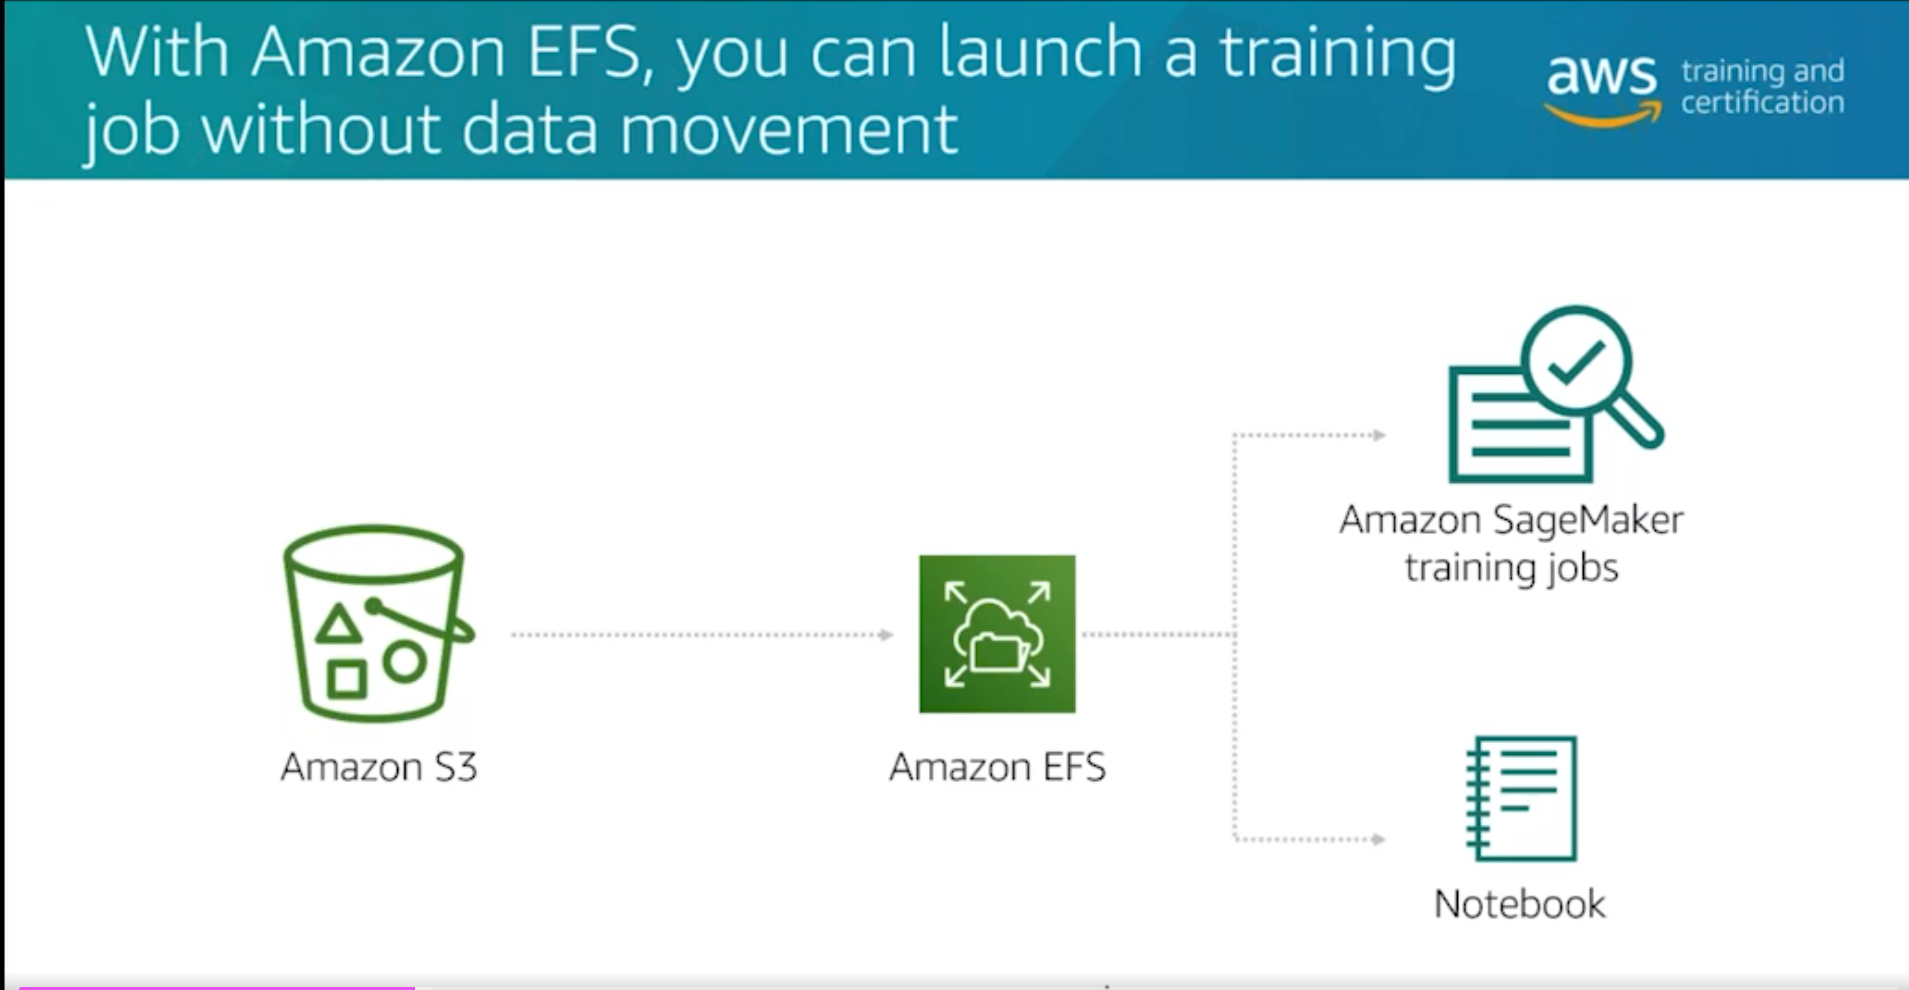 With Amazon EFS, you can launch a training
job without data movement
aws
training and
certification
Amazon SageMaker
training jobs
Amazon S3
Amazon EFS
Notebook